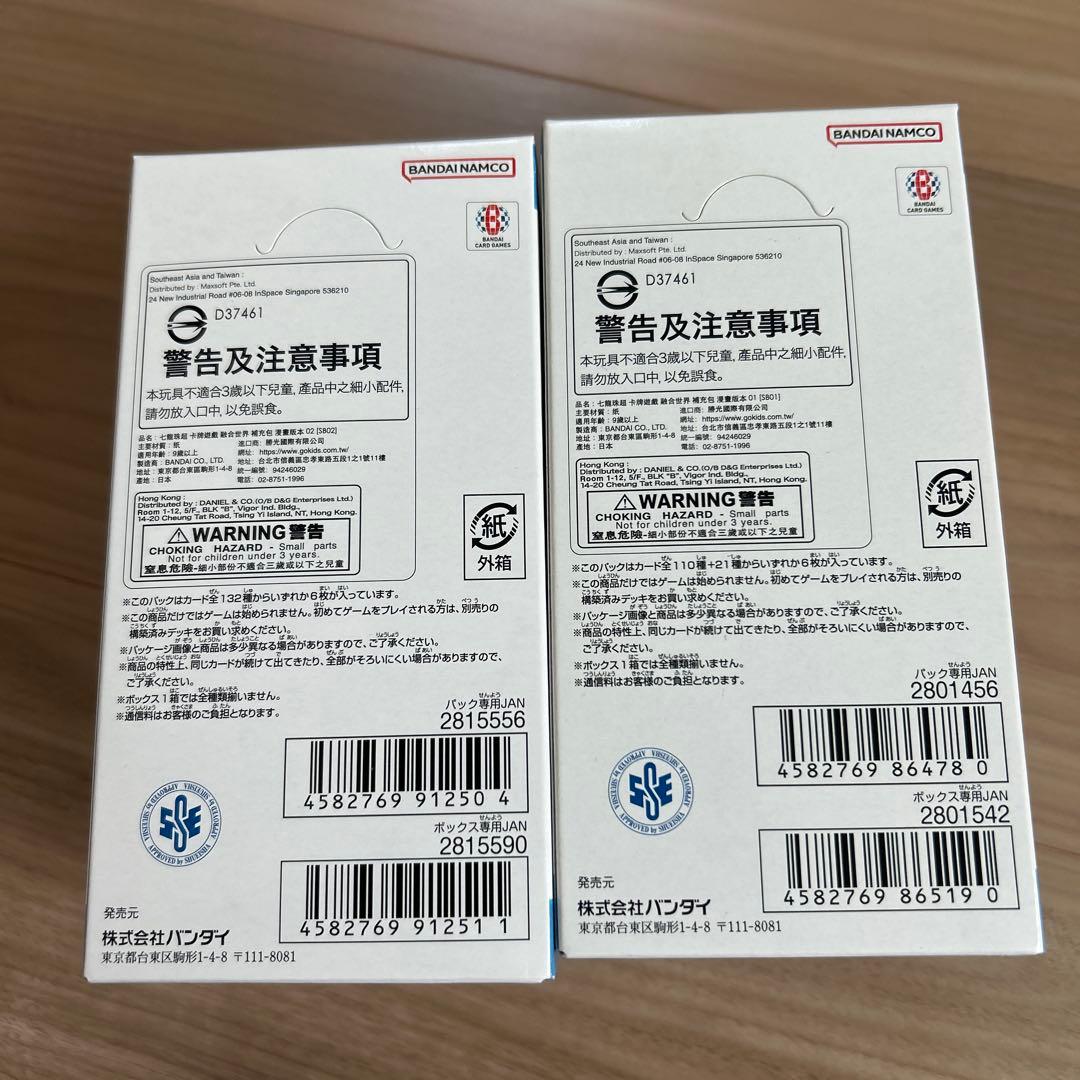 BANDAI NAMCO
BANDAI
CARD GAMES
Southeast Asia and Taiwan :
Distributed by : Maxsoft Pte. Ltd.
24 New Industrial Road #06-08 InSpace Singapore 536210
D37461
警告及注意事項
本玩具不適合3歲以下兒童, 產品中之細小配件,
請勿放入口中, 以免誤食。
品名: 七龍珠超 卡牌遊戲 融合世界 補充包 漫畫版本 02 [SB02]
主要材質: 紙 進口商: 勝光國際有限公司
適用年齡: 9歲以上 網址: https://www.gokids.com.tw/
製造商: BANDAI CO., LTD. 地址: 台北市信義區忠孝東路五段1之1號11樓
地址: 東京都台東區駒形1-4-8 統一編號: 94246029
產地: 日本 電話: 02-8751-1996
Hong Kong :
Distributed by : DANIEL & CO.(O/B D&G Enterprises Ltd.)
Room 1-12, 5/F., BLK "B", Vigor Ind. Bldg.,
14-20 Cheung Tat Road, Tsing Yi Island, NT, Hong Kong.
WARNING 警告
CHOKING HAZARD - Small parts
Not for children under 3 years.
窒息危險-細小部份不適合三歲或以下之兒童
紙
外箱
※このパックはカード全132種からいずれか6枚が入っています。
※この商品だけではゲームは始められません。初めてゲームをプレイされる方は、別売りの
構築済みデッキをお買い求めください。
※パッケージ画像と商品は多少異なる場合がありますので、ご了承ください。
※商品の特性上、同じカードが続けて出てきたり、全部がそろいにくい場合がありますので、
ご了承ください。
※ボックス1箱では全種類揃いません。
※通信料はお客様のご負担となります。
パック専用JAN
2815556
4582769 91250 4
ボックス専用JAN
2815590
4582769 91251 1
APPROVED by SHUEISHA
発売元
株式会社バンダイ
東京都台東区駒形1-4-8 〒111-8081
BANDAI NAMCO
BANDAI
CARD GAMES
Southeast Asia and Taiwan :
Distributed by : Maxsoft Pte. Ltd.
24 New Industrial Road #06-08 InSpace Singapore 536210
D37461
警告及注意事項
本玩具不適合3歲以下兒童, 產品中之細小配件,
請勿放入口中, 以免誤食。
品名: 七龍珠超 卡牌遊戲 融合世界 補充包 漫畫版本 01 [SB01]
主要材質: 紙 進口商: 勝光國際有限公司
適用年齡: 9歲以上 網址: https://www.gokids.com.tw/
製造商: BANDAI CO., LTD. 地址: 台北市信義區忠孝東路五段1之1號11樓
地址: 東京都台東區駒形1-4-8 統一編號: 94246029
產地: 日本 電話: 02-8751-1996
Hong Kong :
Distributed by : DANIEL & CO.(O/B D&G Enterprises Ltd.)
Room 1-12, 5/F., BLK "B", Vigor Ind. Bldg.,
14-20 Cheung Tat Road, Tsing Yi Island, NT, Hong Kong.
WARNING 警告
CHOKING HAZARD - Small parts
Not for children under 3 years.
窒息危險-細小部份不適合三歲或以下之兒童
紙
外箱
※このパックはカード全110種+21種からいずれか6枚が入っています。
※この商品だけではゲームは始められません。初めてゲームをプレイされる方は、別売りの
構築済みデッキをお買い求めください。
※パッケージ画像と商品は多少異なる場合がありますので、ご了承ください。
※商品の特性上、同じカードが続けて出てきたり、全部がそろいにくい場合がありますので、
ご了承ください。
※ボックス1箱では全種類揃いません。
※通信料はお客様のご負担となります。
パック専用JAN
2801456
4582769 86478 0
ボックス専用JAN
2801542
4582769 86519 0
APPROVED by SHUEISHA
発売元
株式会社バンダイ
東京都台東区駒形1-4-8 〒111-8081